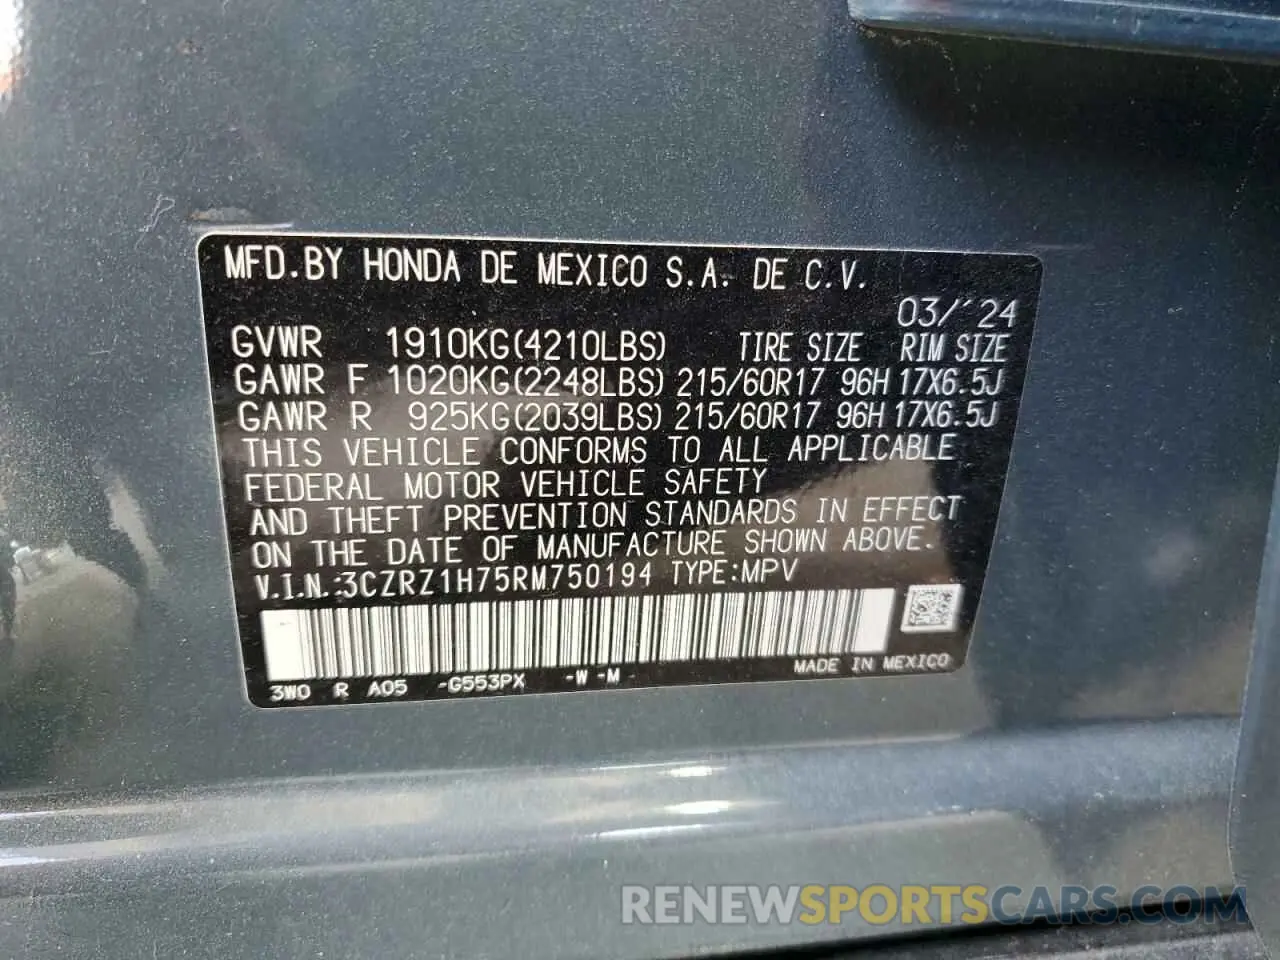 MFD.BY HONDA DE MEXICO S.A. DE C.V.
03/ 24
GVWR 1910KG(4210LBS) TIRE SIZE RIM SIZE
GAWR F 1020KG(2248LBS) 215/60R17 96H 17X6.5J
GAWR R 925KG(2039LBS) 215/60R17 96H 17X6.5J
THIS VEHICLE CONFORMS TO ALL APPLICABLE
FEDERAL MOTOR VEHICLE SAFETY
AND THEFT PREVENTION STANDARDS IN EFFECT
ON THE DATE OF MANUFACTURE SHOWN ABOVE.
V.I.N.:3CZRZ1H75RM750194 TYPE:MPV
3W0 R A05 -G553PX -W -M - MADE IN MEXICO
RENEWSPORTSCARS.COM